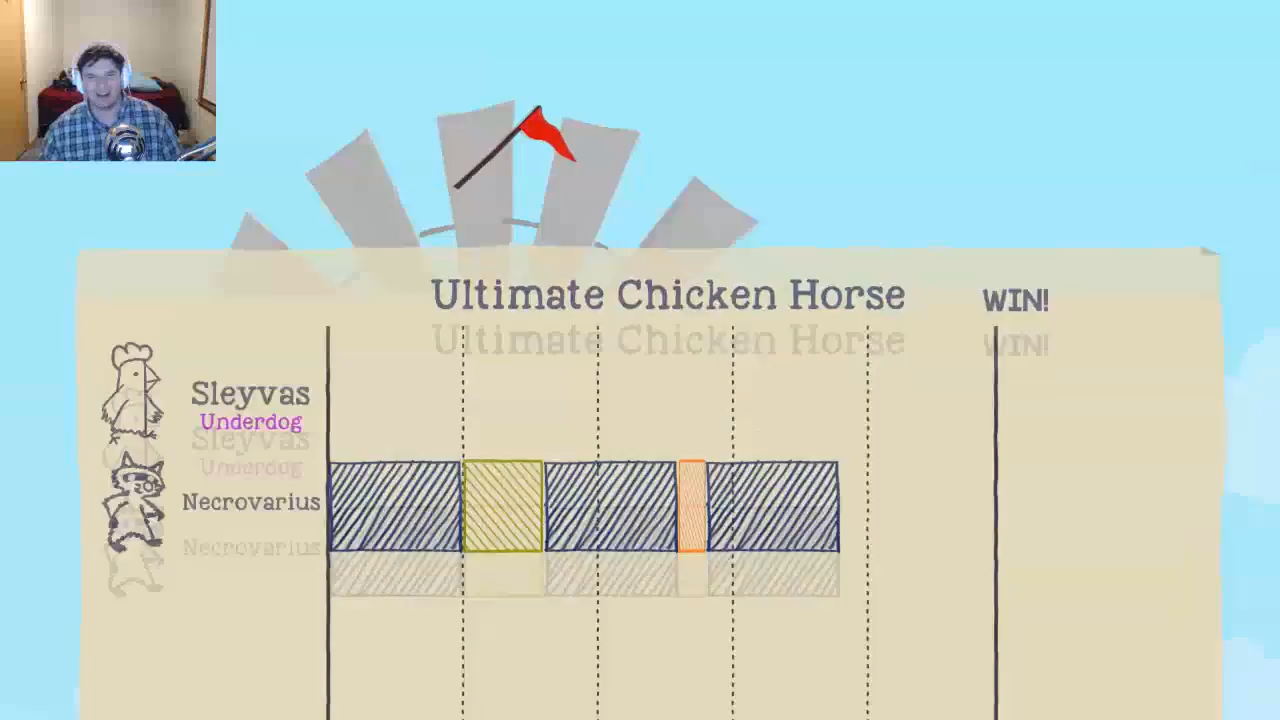 Ultimate Chicken Horse
WIN!
Ultimate Chicken Horse
WIN!
Sleyvas
Underdog
Sleyvas
Underdog
Necrovarius
Necrovarius